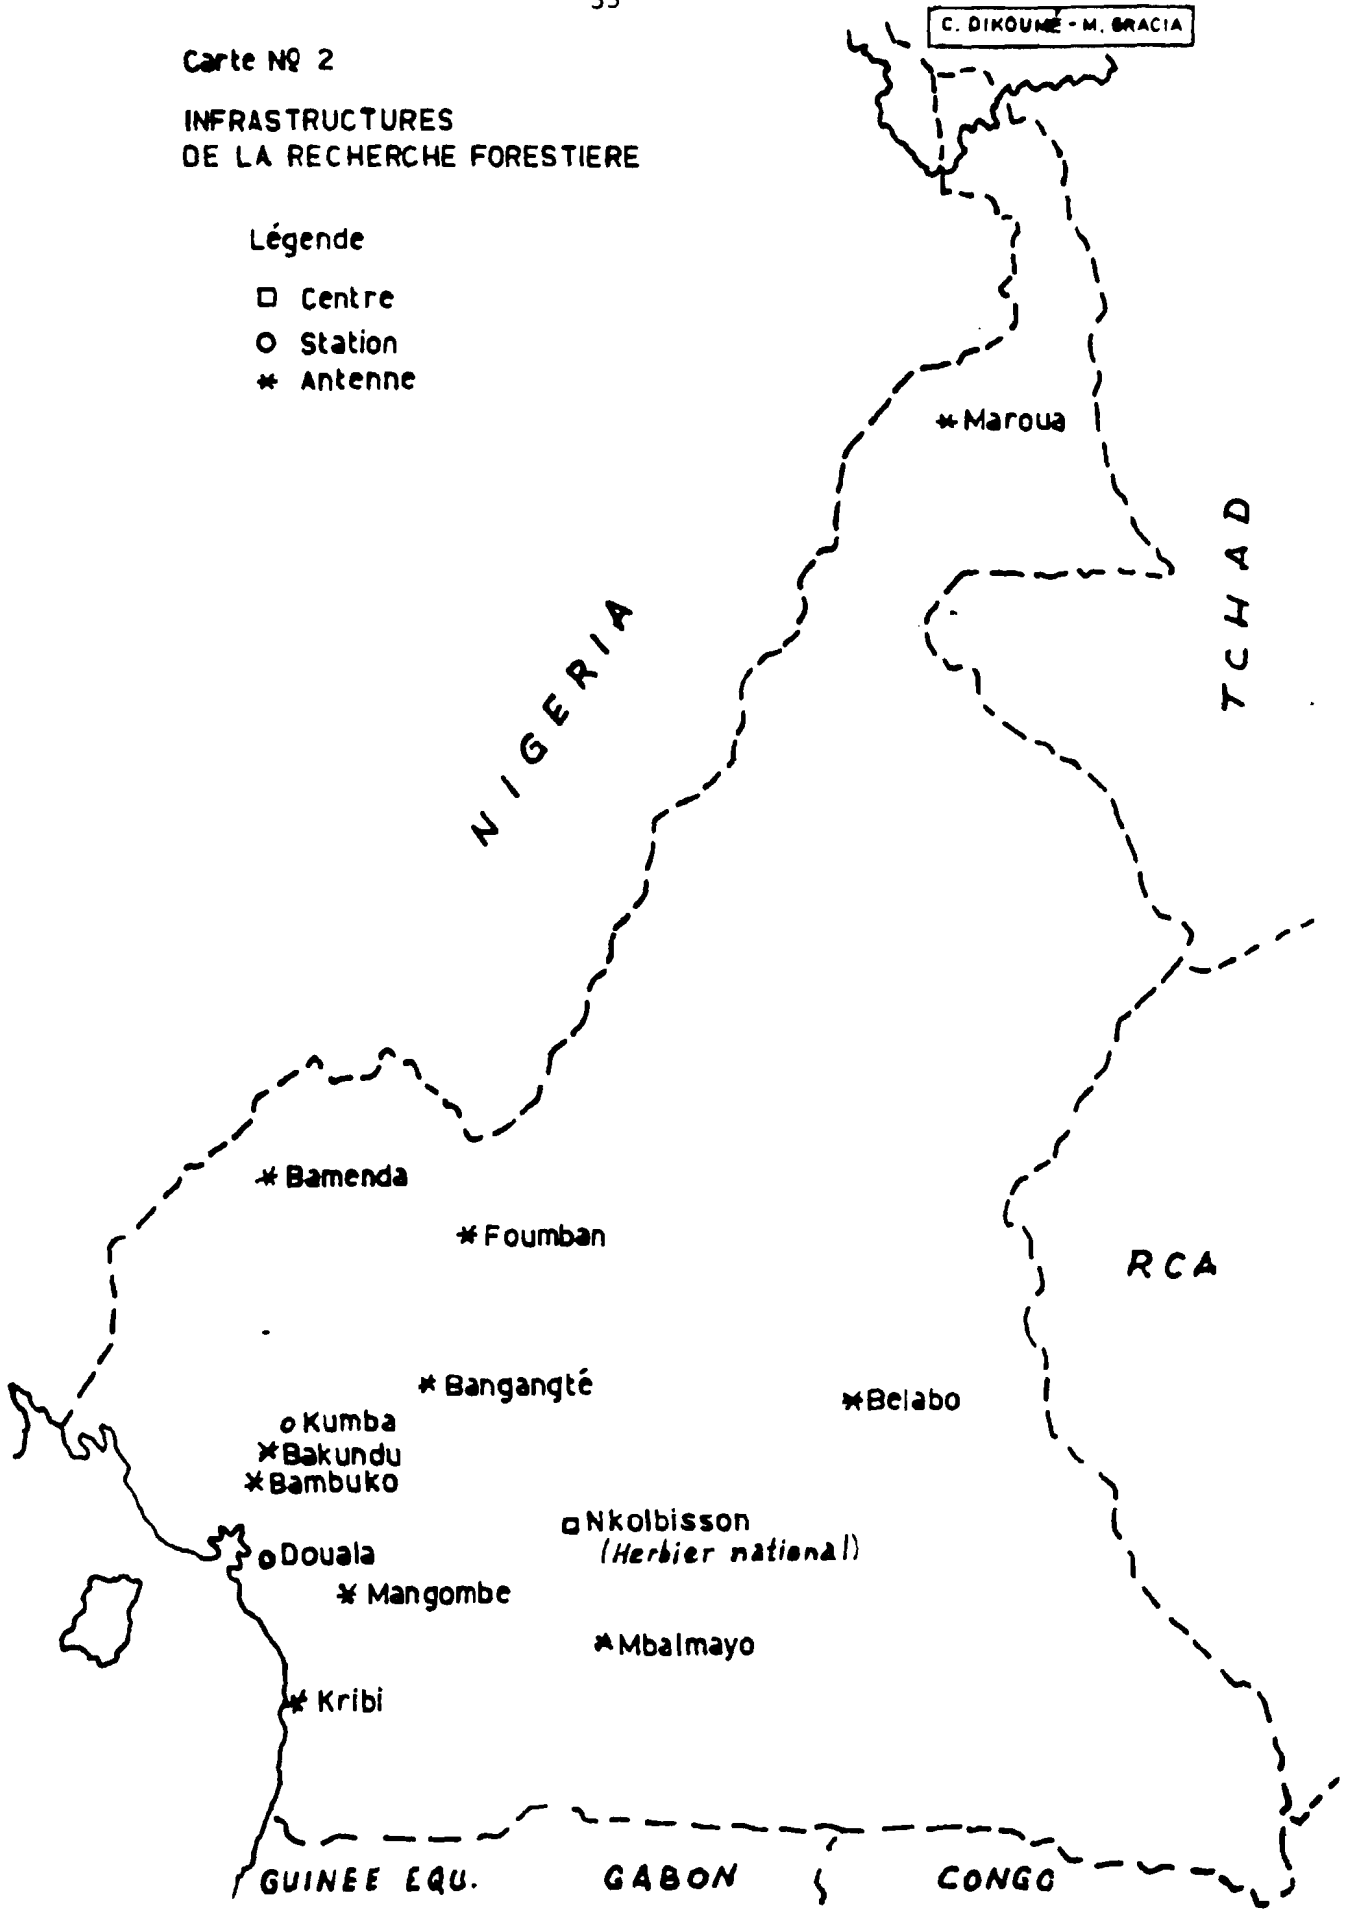 C. DIKOUMÉ - M. GRACIA
Carte Nº 2
INFRASTRUCTURES
DE LA RECHERCHE FORESTIERE
Légende
Centre
Station
Antenne
Maroua
TCHAD
NIGERIA
Bamenda
Foumban
RCA
Bangangté
Belabo
Kumba
Bakundu
Bambuko
Nkolbisson
(Herbier national)
Douala
Mangombe
Mbalmayo
Kribi
GUINEE EQU.
GABON
CONGO